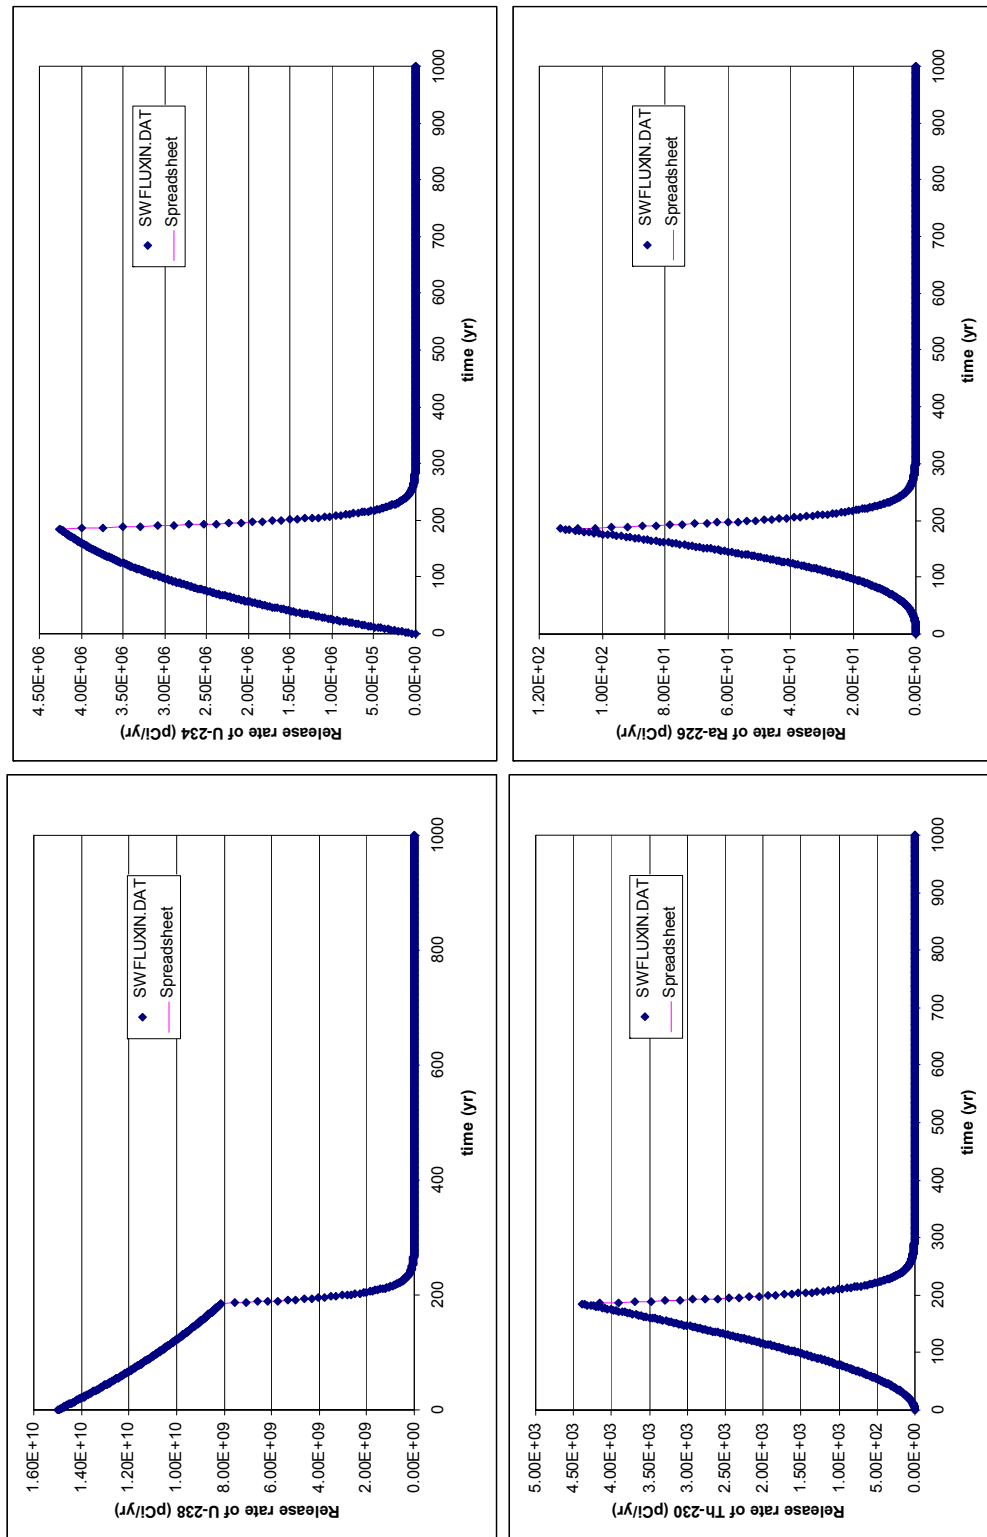 Release rate of U-238 (pCi/yr)
1.60E+10
1.40E+10
1.20E+10
1.00E+10
8.00E+09
6.00E+09
4.00E+09
2.00E+09
0.00E+00
SWFLUXIN.DAT
Spreadsheet
0
200
400
600
800
1000
time (yr)
Release rate of U-234 (pCi/yr)
4.50E+06
4.00E+06
3.50E+06
3.00E+06
2.50E+06
2.00E+06
1.50E+06
1.00E+06
5.00E+05
0.00E+00
SWFLUXIN.DAT
Spreadsheet
0
100
200
300
400
500
600
700
800
900
1000
time (yr)
Release rate of Th-230 (pCi/yr)
5.00E+03
4.50E+03
4.00E+03
3.50E+03
3.00E+03
2.50E+03
2.00E+03
1.50E+03
1.00E+03
5.00E+02
0.00E+00
SWFLUXIN.DAT
Spreadsheet
0
100
200
300
400
500
600
700
800
900
1000
time (yr)
Release rate of Ra-226 (pCi/yr)
1.20E+02
1.00E+02
8.00E+01
6.00E+01
4.00E+01
2.00E+01
0.00E+00
SWFLUXIN.DAT
Spreadsheet
0
100
200
300
400
500
600
700
800
900
1000
time (yr)